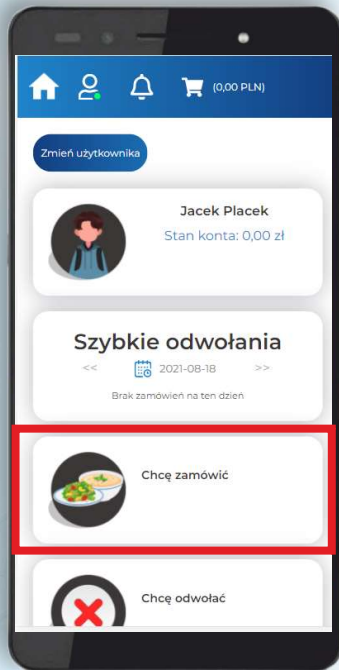 (0,00 PLN)
Zmień użytkownika
Jacek Placek
Stan konta: 0,00 zł
Szybkie odwołania
<< 2021-08-18 >>
Brak zamówień na ten dzień
Chcę zamówić
Chcę odwołać